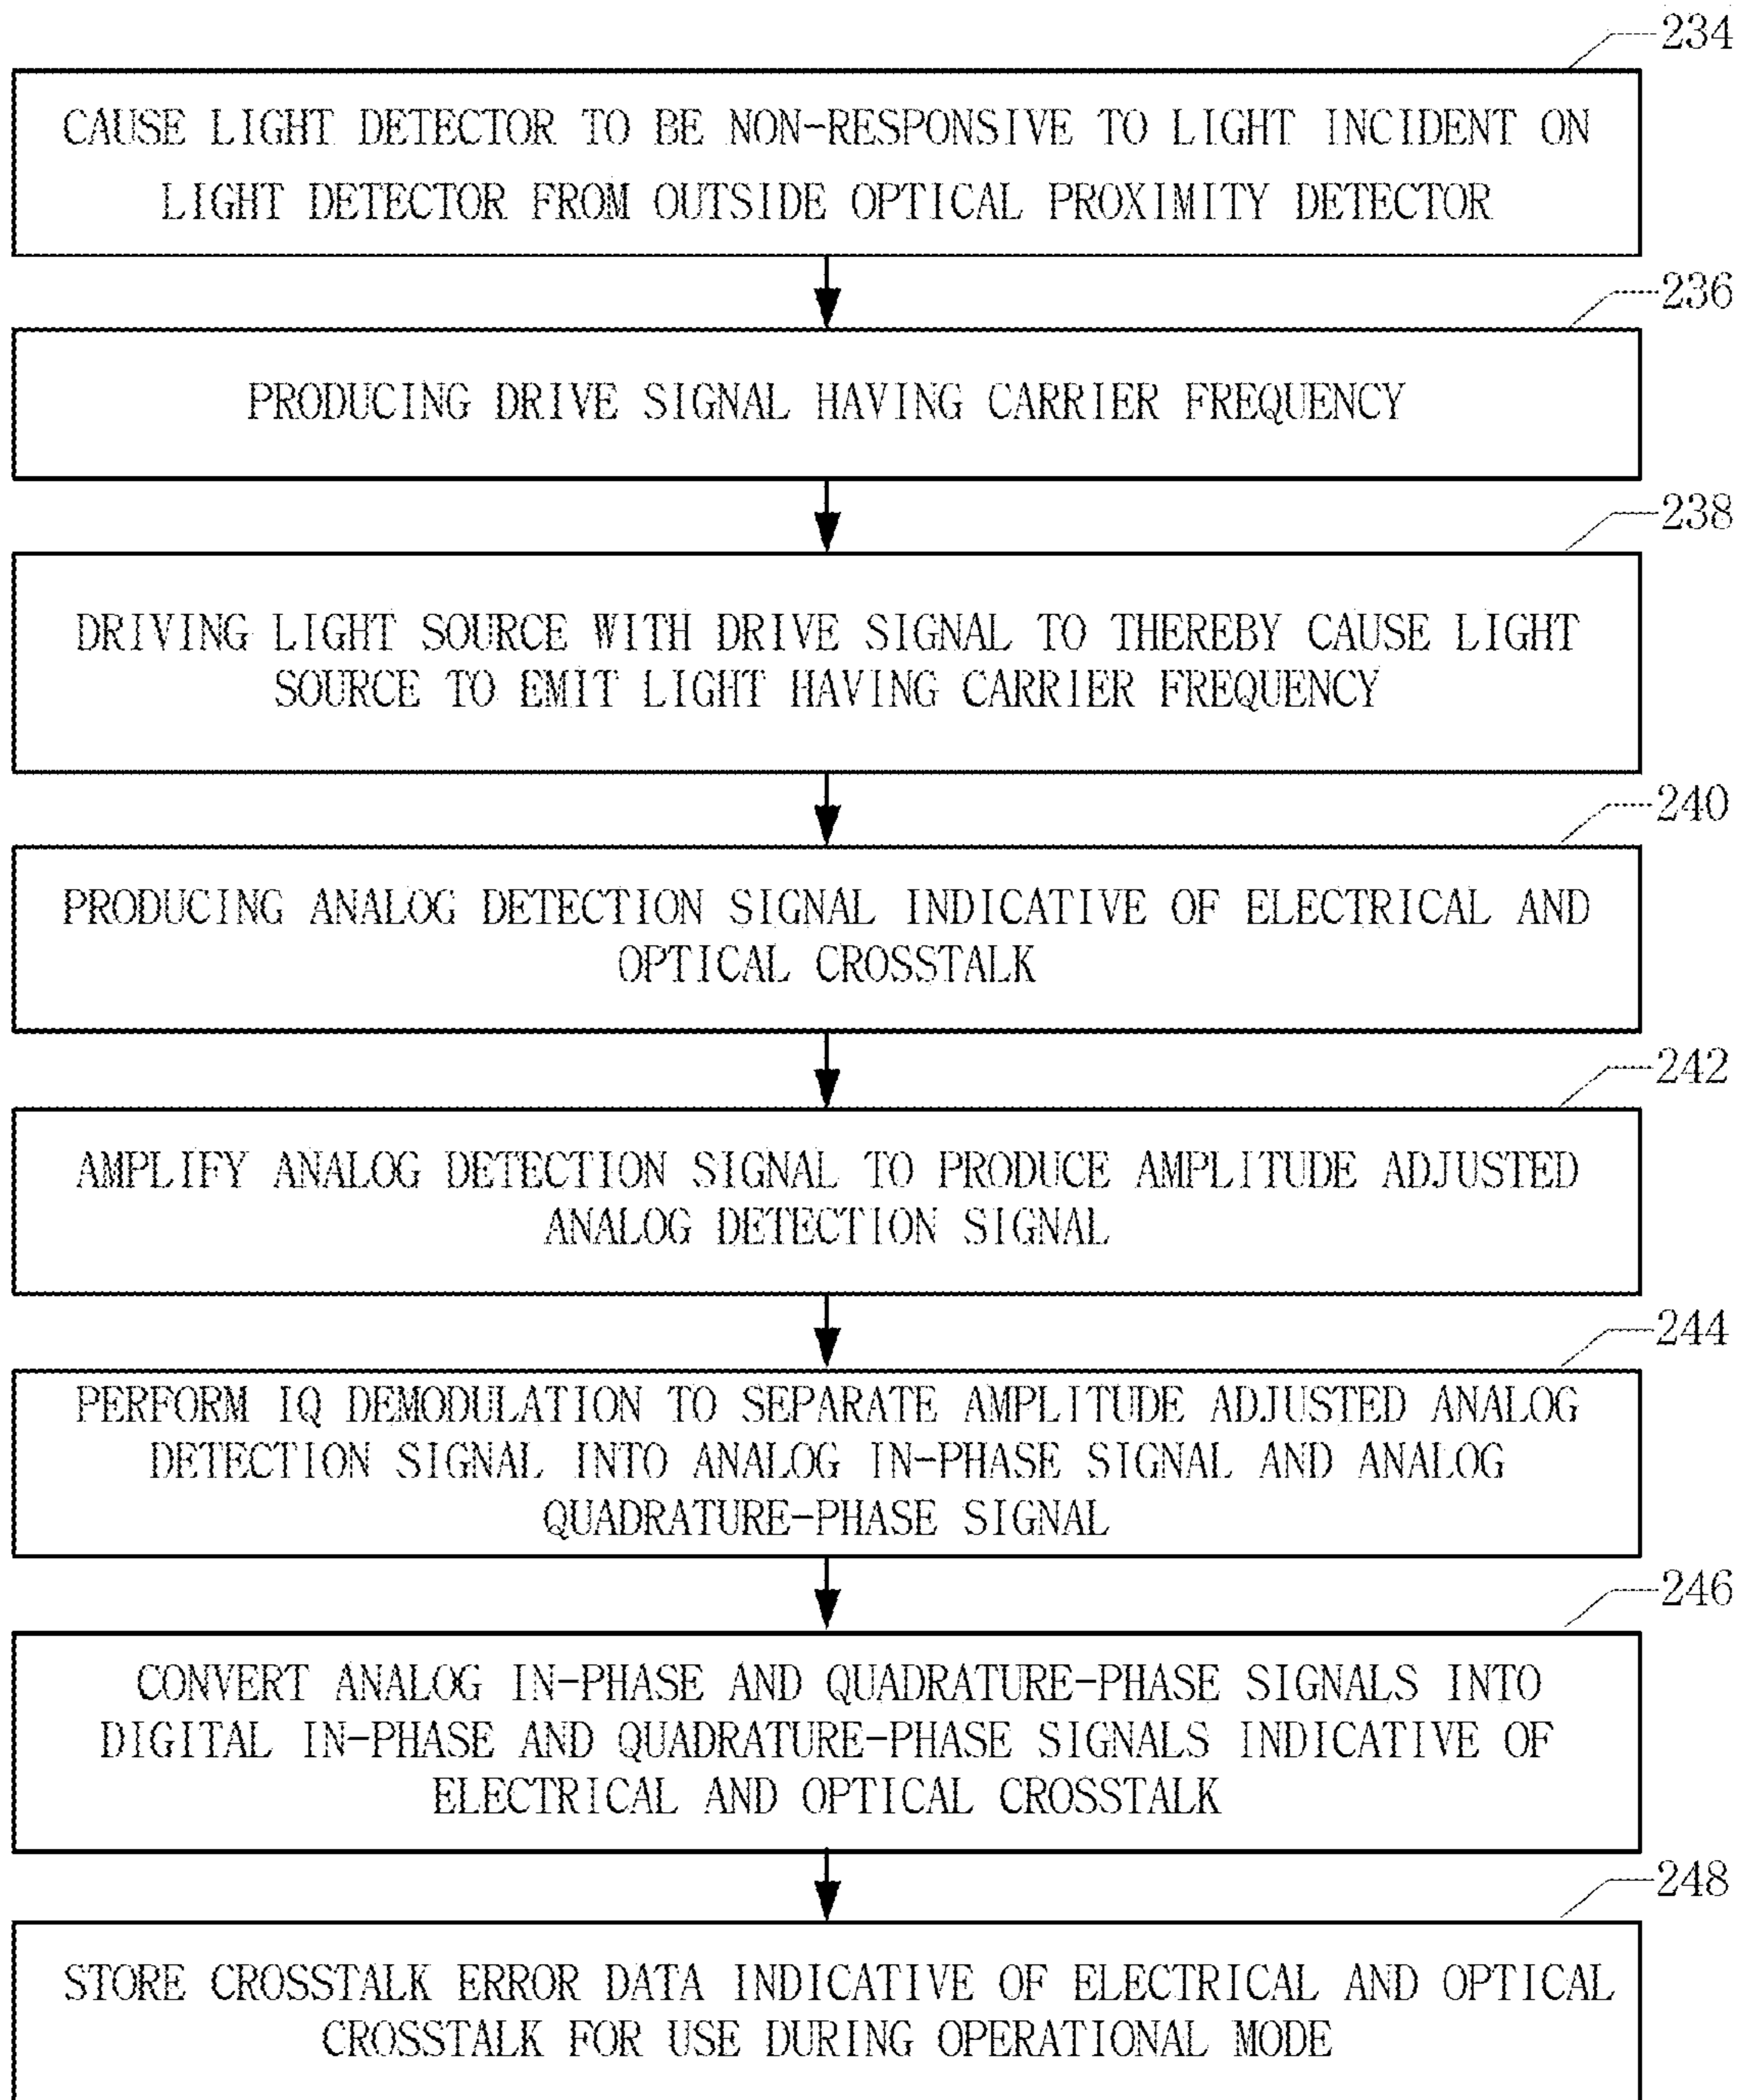 234
CAUSE LIGHT DETECTOR TO BE NON-RESPONSIVE TO LIGHT INCIDENT ON
LIGHT DETECTOR FROM OUTSIDE OPTICAL PROXIMITY DETECTOR
236
PRODUCING DRIVE SIGNAL HAVING CARRIER FREQUENCY
238
DRIVING LIGHT SOURCE WITH DRIVE SIGNAL TO THEREBY CAUSE LIGHT
SOURCE TO EMIT LIGHT HAVING CARRIER FREQUENCY
240
PRODUCING ANALOG DETECTION SIGNAL INDICATIVE OF ELECTRICAL AND
OPTICAL CROSSTALK
242
AMPLIFY ANALOG DETECTION SIGNAL TO PRODUCE AMPLITUDE ADJUSTED
ANALOG DETECTION SIGNAL
244
PERFORM IQ DEMODULATION TO SEPARATE AMPLITUDE ADJUSTED ANALOG
DETECTION SIGNAL INTO ANALOG IN-PHASE SIGNAL AND ANALOG
QUADRATURE-PHASE SIGNAL
246
CONVERT ANALOG IN-PHASE AND QUADRATURE-PHASE SIGNALS INTO
DIGITAL IN-PHASE AND QUADRATURE-PHASE SIGNALS INDICATIVE OF
ELECTRICAL AND OPTICAL CROSSTALK
248
STORE CROSSTALK ERROR DATA INDICATIVE OF ELECTRICAL AND OPTICAL
CROSSTALK FOR USE DURING OPERATIONAL MODE